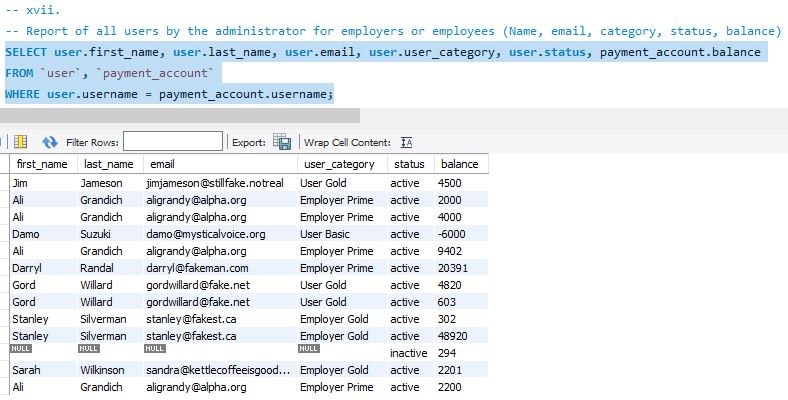 -- xvii.
-- Report of all users by the administrator for employers or employees (Name, email, category, status, balance)
SELECT user.first_name, user.last_name, user.email, user.user_category, user.status, payment_account.balance
FROM `user`, `payment_account`
WHERE user.username = payment_account.username;
Filter Rows: Export: Wrap Cell Content:
first_name last_name email user_category status balance
Jim Jameson jimjameson@stillfake.notreal User Gold active 4500
Ali Grandich aligrandy@alpha.org Employer Prime active 2000
Ali Grandich aligrandy@alpha.org Employer Prime active 4000
Damo Suzuki damo@mysticalvoice.org User Basic active -6000
Ali Grandich aligrandy@alpha.org Employer Prime active 9402
Darryl Randal darryl@fakeman.com Employer Prime active 20391
Gord Willard gordwillard@fake.net User Gold active 4820
Gord Willard gordwillard@fake.net User Gold active 603
Stanley Silverman stanley@fakest.ca Employer Gold active 302
Stanley Silverman stanley@fakest.ca Employer Gold active 48920
NULL NULL NULL NULL inactive 294
Sarah Wilkinson sandra@kettlecoffeeisgood... Employer Gold active 2201
Ali Grandich aligrandy@alpha.org Employer Prime active 2200